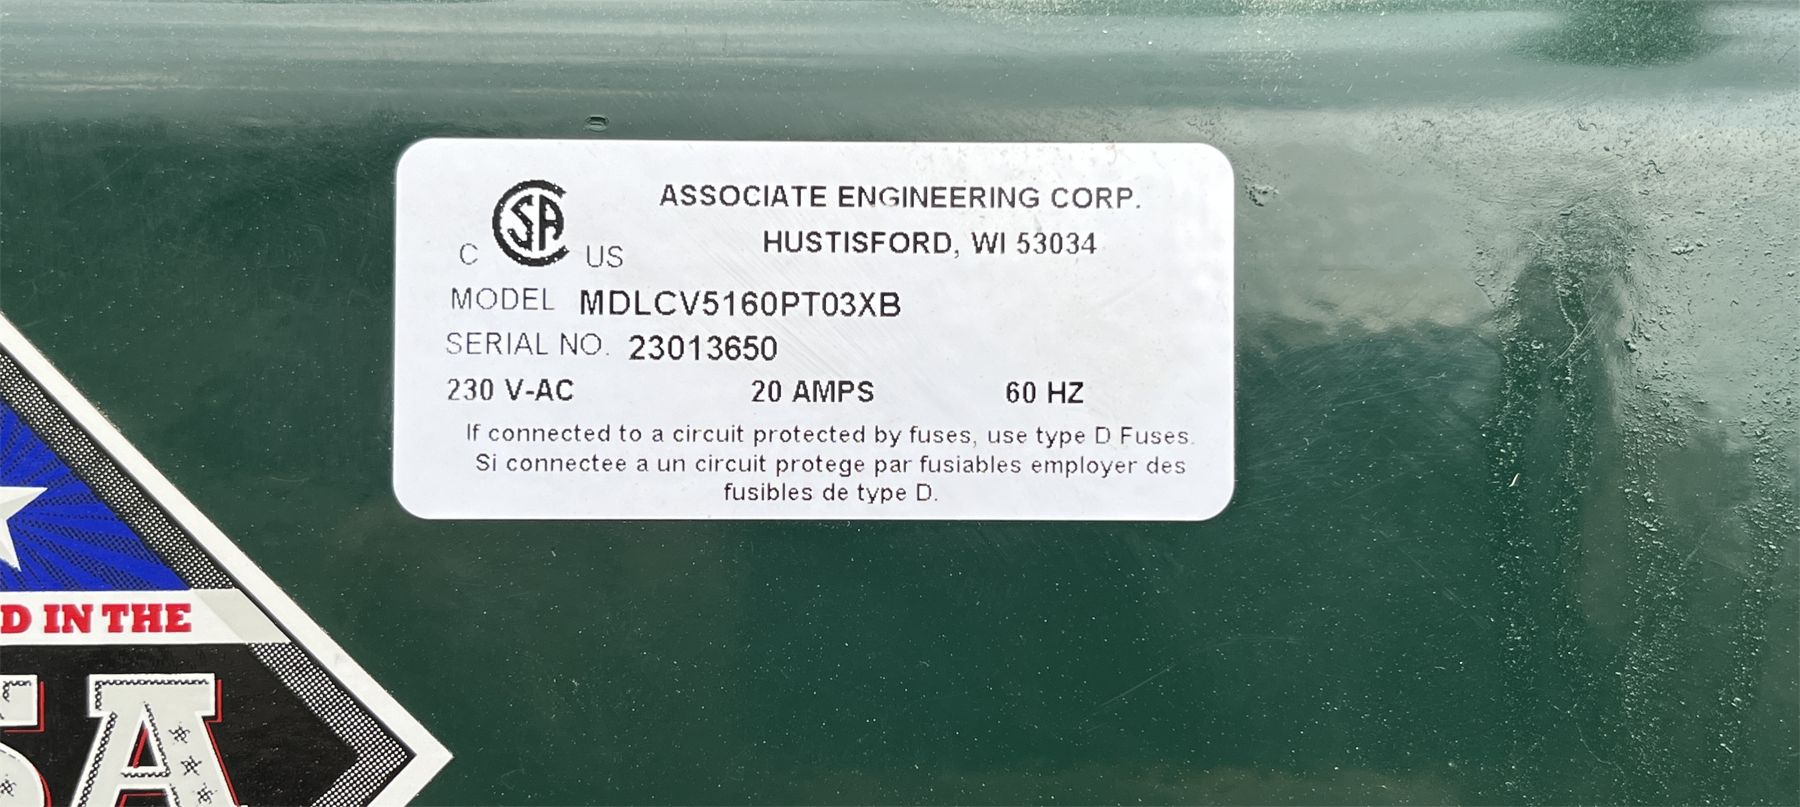 ASSOCIATE ENGINEERING CORP.
HUSTISFORD, WI 53034
C SA US
MODEL MDLCV5160PT03XB
SERIAL NO. 23013650
230 V-AC 20 AMPS 60 HZ
If connected to a circuit protected by fuses, use type D Fuses.
Si connectee a un circuit protege par fusiables employer des
fusibles de type D.
D IN THE
SA